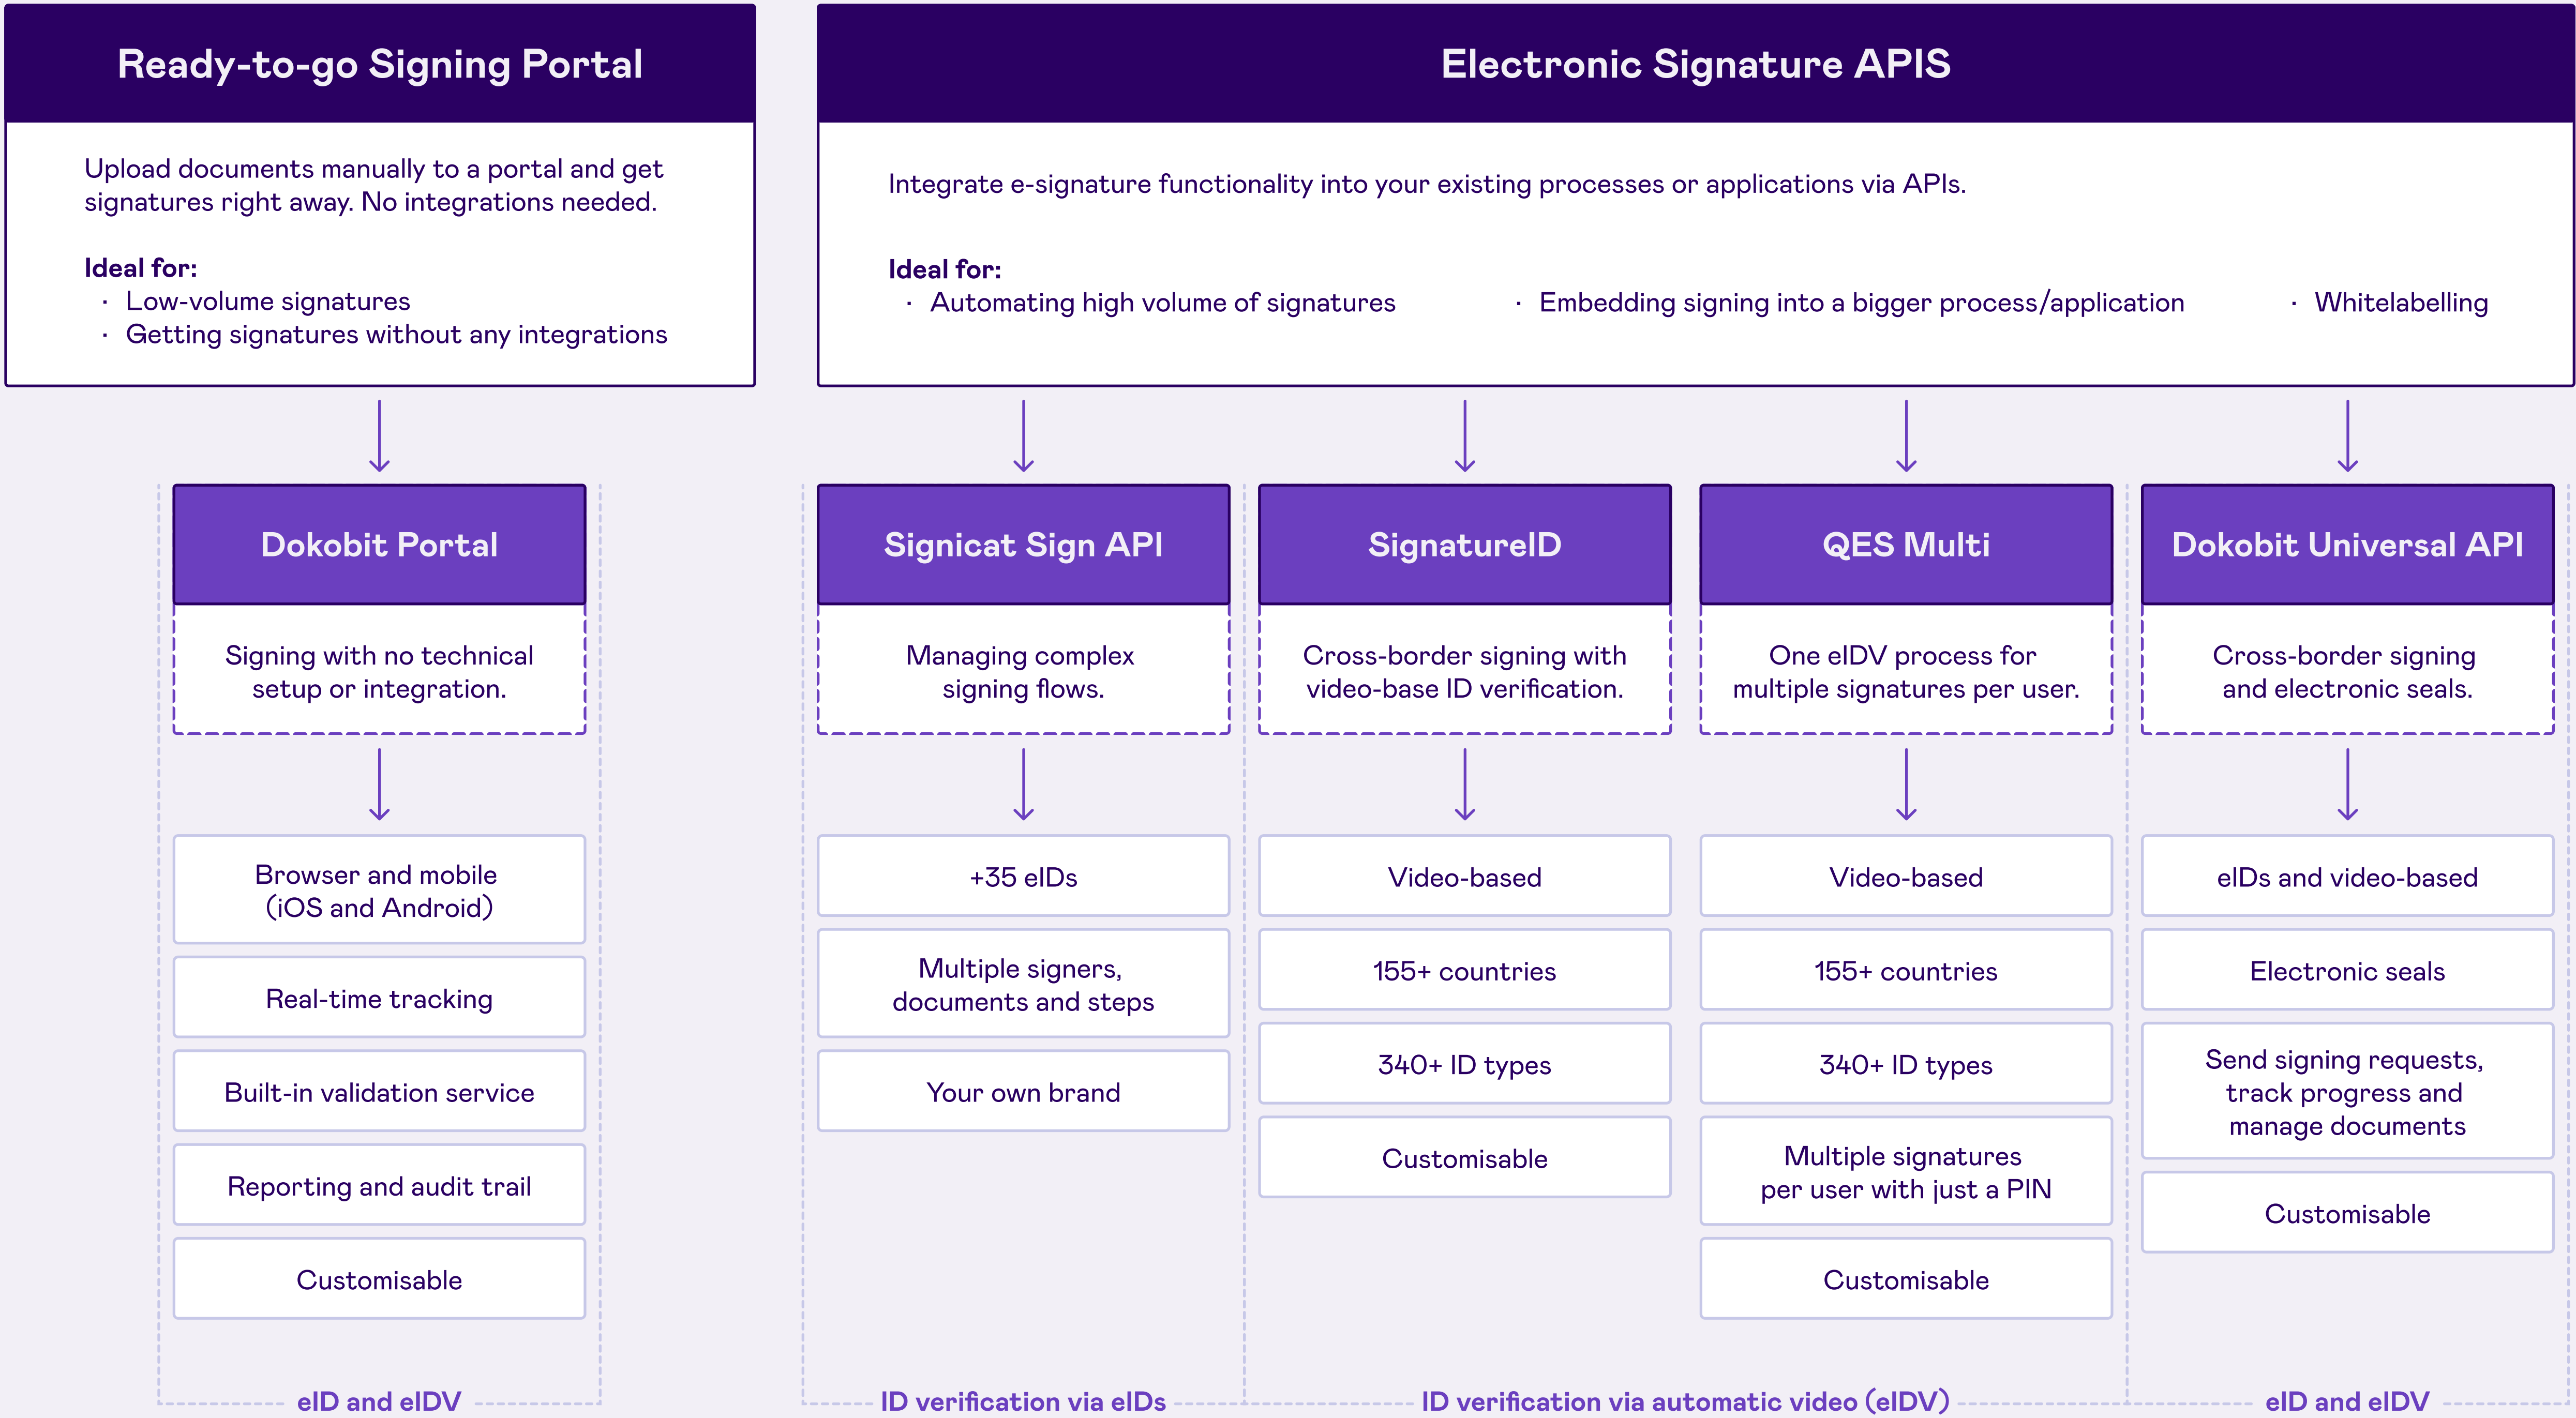 Ready-to-go Signing Portal
Upload documents manually to a portal and get
signatures right away. No integrations needed.
Ideal for:
· Low-volume signatures
· Getting signatures without any integrations
Electronic Signature APIS
Integrate e-signature functionality into your existing processes or applications via APIs.
Ideal for:
· Automating high volume of signatures · Embedding signing into a bigger process/application · Whitelabelling
Dokobit Portal
Signing with no technical
setup or integration.
Browser and mobile
(iOS and Android)
Real-time tracking
Built-in validation service
Reporting and audit trail
Customisable
eID and eIDV
Signicat Sign API
Managing complex
signing flows.
+35 eIDs
Multiple signers,
documents and steps
Your own brand
ID verification via eIDs
SignatureID
Cross-border signing with
video-base ID verification.
Video-based
155+ countries
340+ ID types
Customisable
QES Multi
One eIDV process for
multiple signatures per user.
Video-based
155+ countries
340+ ID types
Multiple signatures
per user with just a PIN
Customisable
ID verification via automatic video (eIDV)
Dokobit Universal API
Cross-border signing
and electronic seals.
eIDs and video-based
Electronic seals
Send signing requests,
track progress and
manage documents
Customisable
eID and eIDV